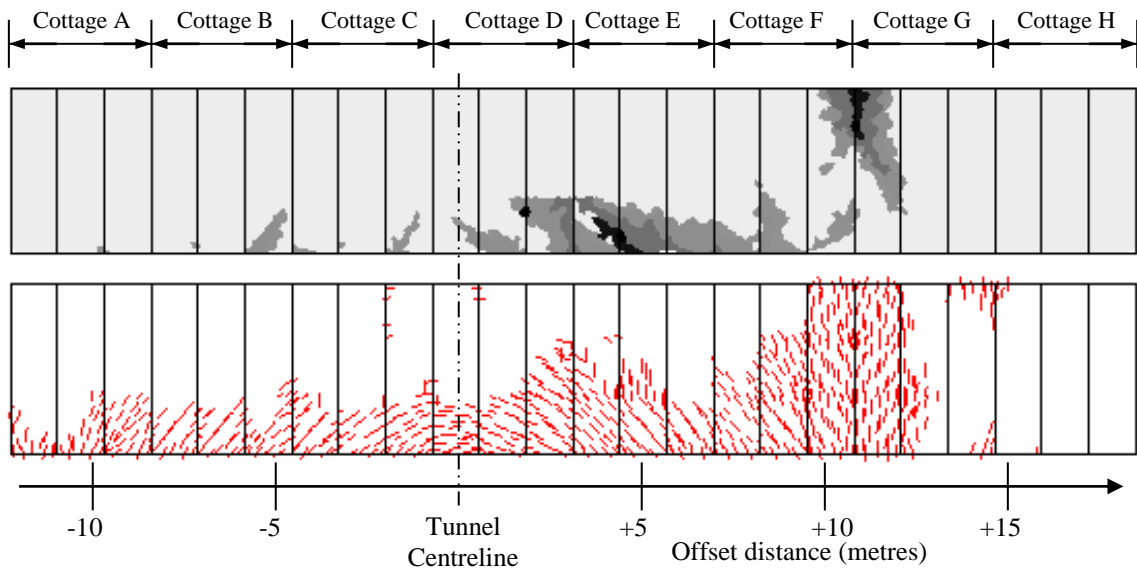 Cottage A Cottage B Cottage C Cottage D Cottage E Cottage F Cottage G Cottage H
-10 -5 Tunnel +5 +10 +15
Centreline Offset distance (metres)